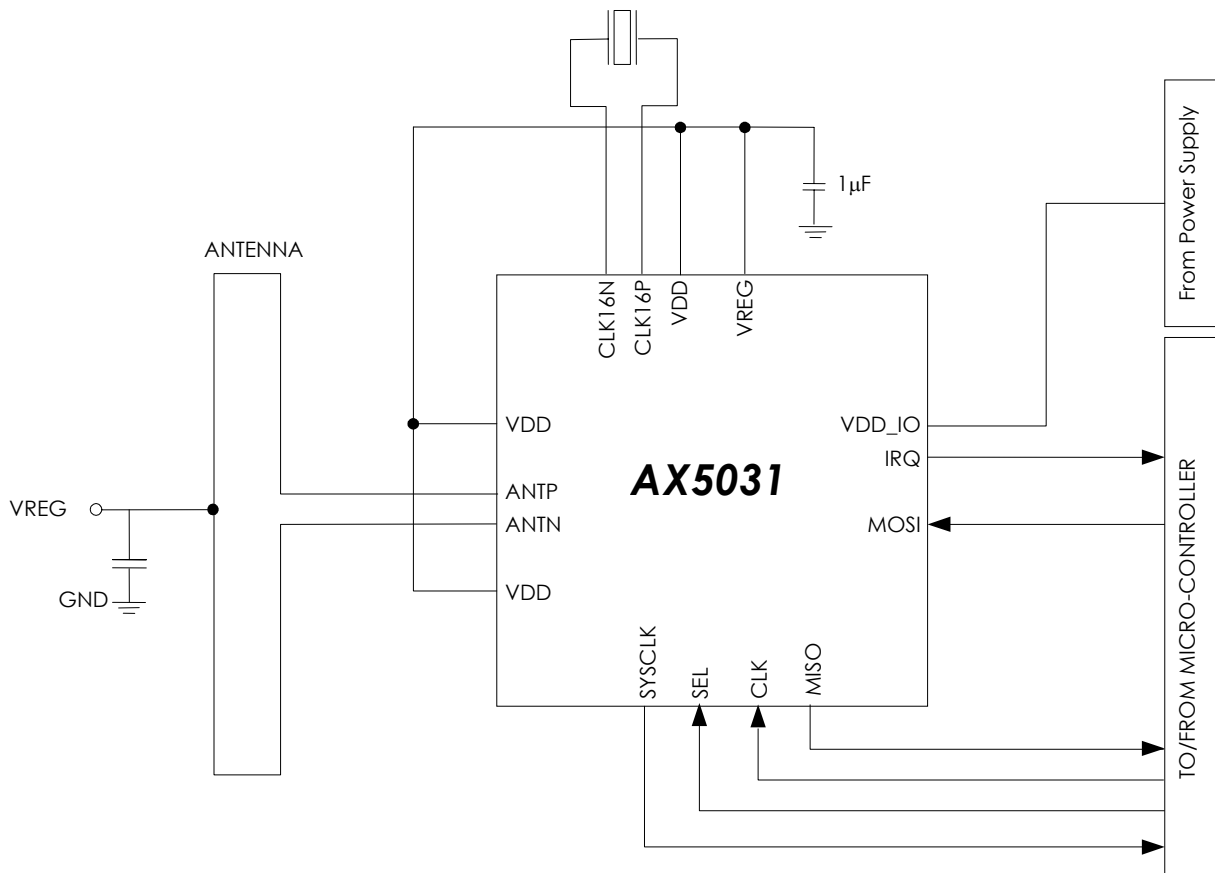 1μF
From Power Supply
ANTENNA
CLK16N
CLK16P
VDD
VREG
VDD
VDD_IO
IRQ
AX5031
ANTP
VREG
ANTN
MOSI
VDD
GND
SYSCLK
SEL
CLK
MISO
TO/FROM MICRO-CONTROLLER